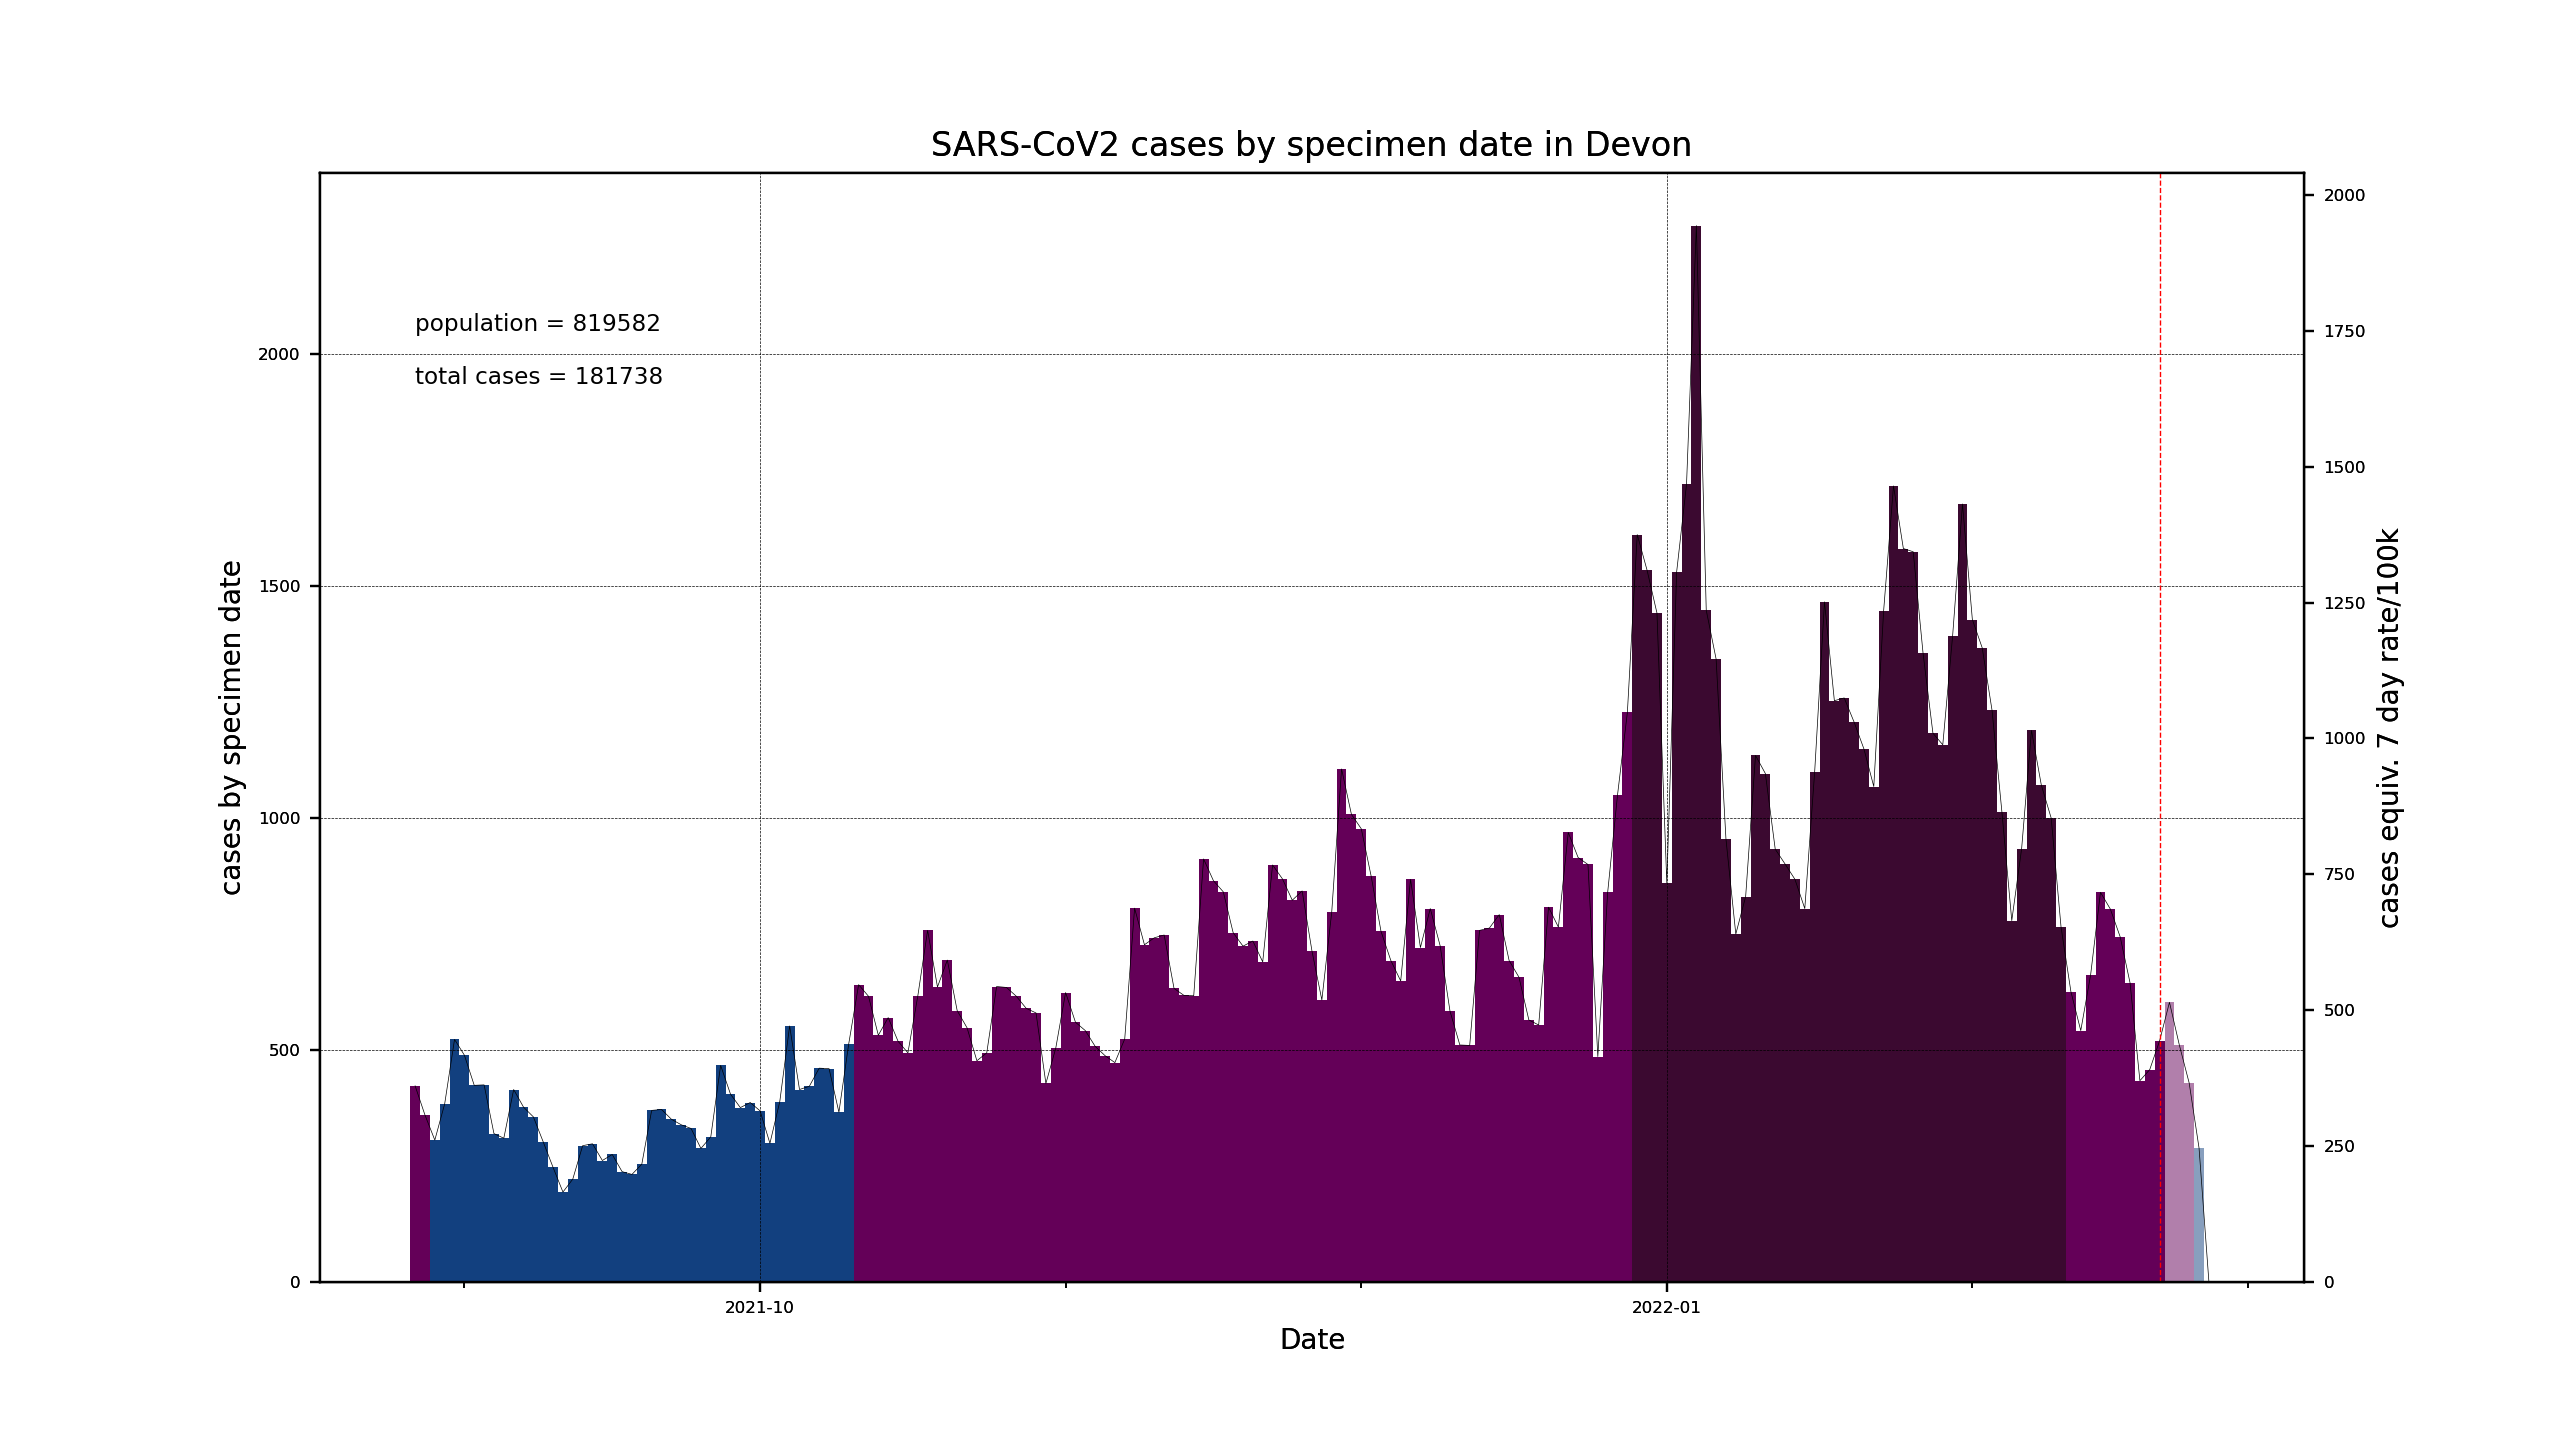 SARS-CoV2 cases by specimen date in Devon
population = 819582
total cases = 181738
cases by specimen date
2000
1500
1000
500
0
2000
1750
1500
1250
1000
750
500
250
0
cases equiv. 7 day rate/100k
2021-10
2022-01
Date